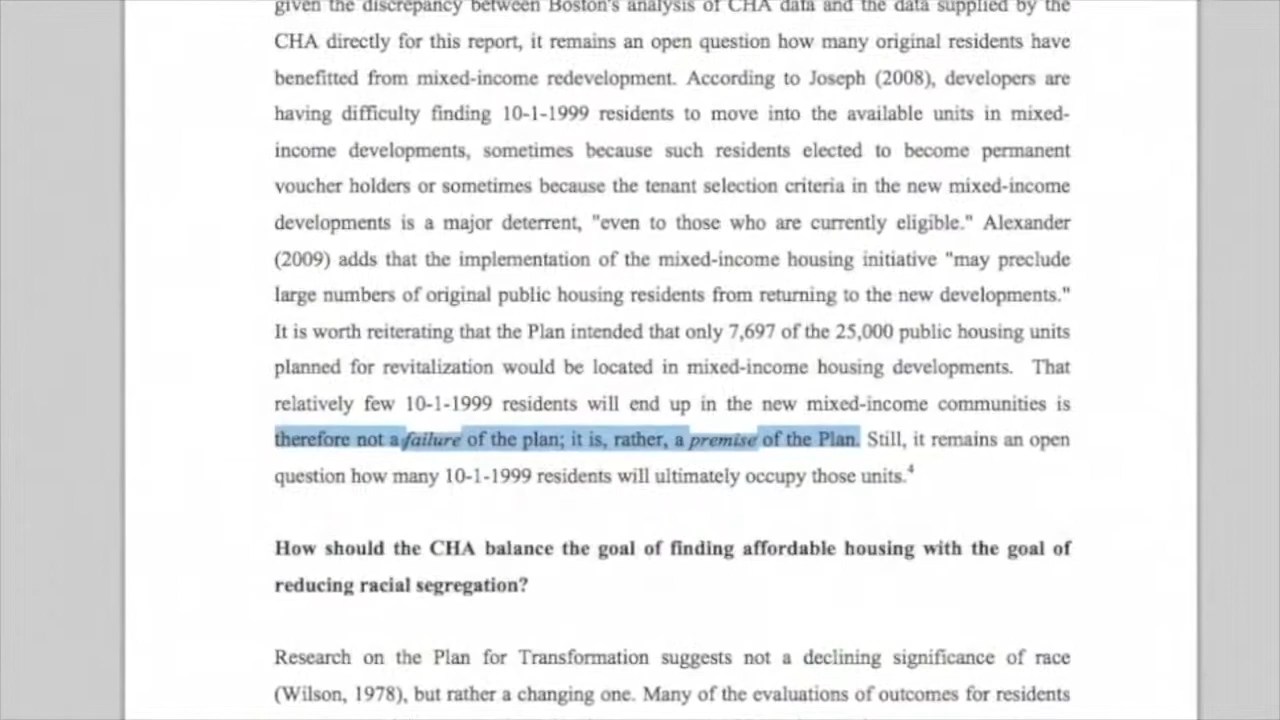 given the discrepancy between Boston's analysis of CHA data and the data supplied by the
CHA directly for this report, it remains an open question how many original residents have
benefitted from mixed-income redevelopment. According to Joseph (2008), developers are
having difficulty finding 10-1-1999 residents to move into the available units in mixed-
income developments, sometimes because such residents elected to become permanent
voucher holders or sometimes because the tenant selection criteria in the new mixed-income
developments is a major deterrent, "even to those who are currently eligible." Alexander
(2009) adds that the implementation of the mixed-income housing initiative "may preclude
large numbers of original public housing residents from returning to the new developments."
It is worth reiterating that the Plan intended that only 7,697 of the 25,000 public housing units
planned for revitalization would be located in mixed-income housing developments. That
relatively few 10-1-1999 residents will end up in the new mixed-income communities is
therefore not a failure of the plan; it is, rather, a premise of the Plan. Still, it remains an open
question how many 10-1-1999 residents will ultimately occupy those units.4
How should the CHA balance the goal of finding affordable housing with the goal of
reducing racial segregation?
Research on the Plan for Transformation suggests not a declining significance of race
(Wilson, 1978), but rather a changing one. Many of the evaluations of outcomes for residents